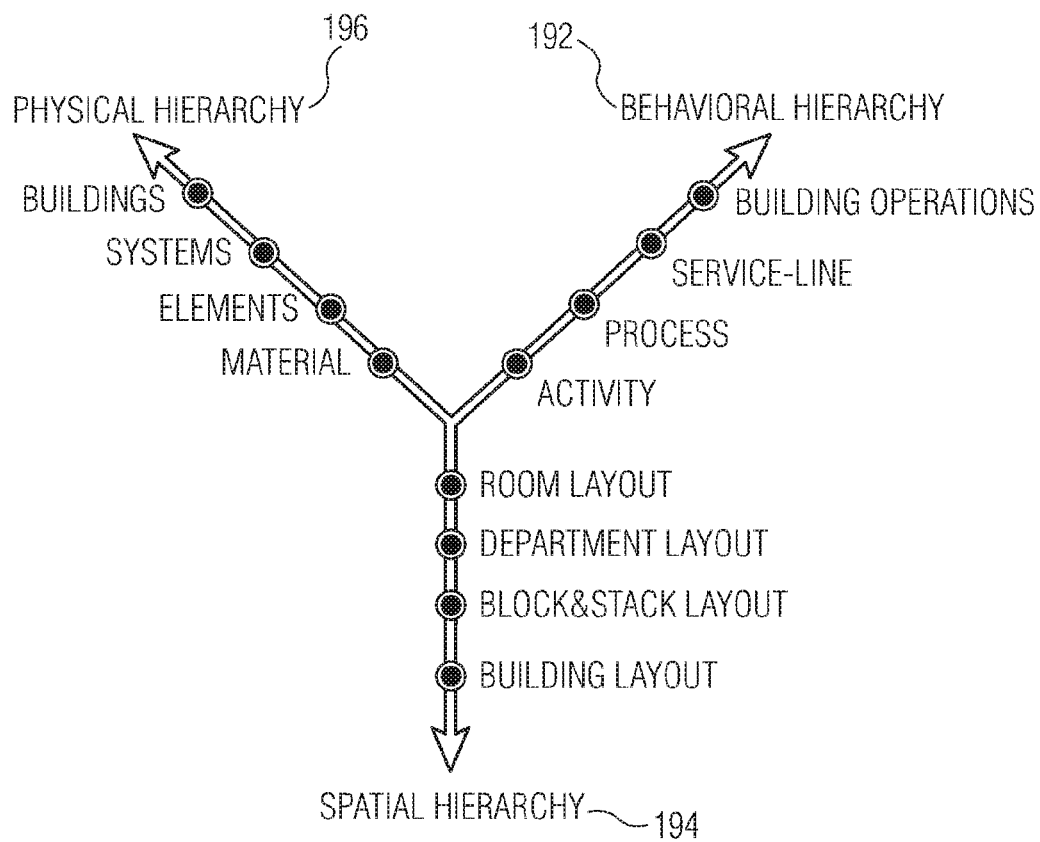 196
192
PHYSICAL HIERARCHY
BEHAVIORAL HIERARCHY
BUILDINGS
BUILDING OPERATIONS
SYSTEMS
SERVICE-LINE
ELEMENTS
PROCESS
MATERIAL
ACTIVITY
ROOM LAYOUT
DEPARTMENT LAYOUT
BLOCK&STACK LAYOUT
BUILDING LAYOUT
SPATIAL HIERARCHY
194